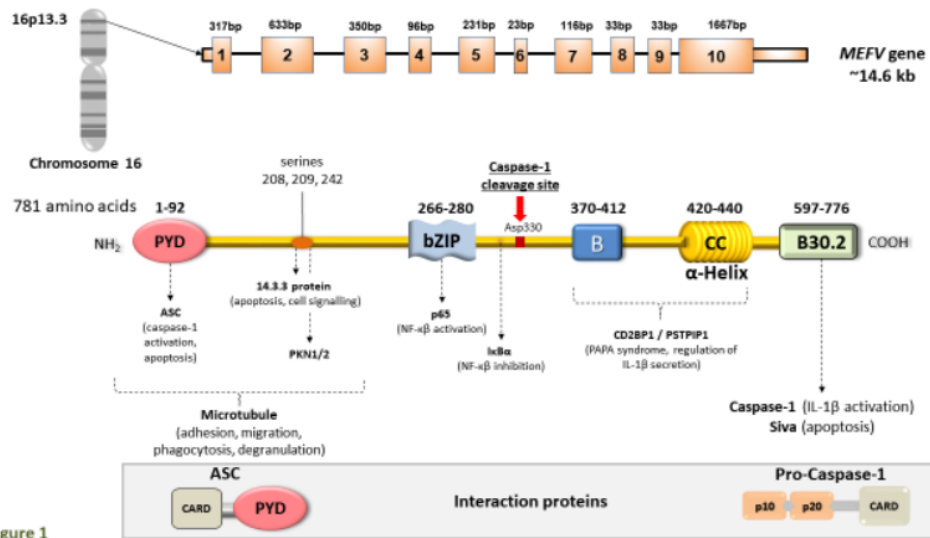 16p13.3
317bp 633bp 350bp 96bp 231bp 23bp 116bp 33bp 33bp 1667bp
1 2 3 4 5 6 7 8 9 10
MEFV gene
~14.6 kb
Chromosome 16
serines
208, 209, 242
Caspase-1
cleavage site
781 amino acids 1-92 266-280 370-412 420-440 597-776
Asp330
NH₂ PYD bZIP B CC B30.2 COOH
α-Helix
14.3.3 protein
(apoptosis, cell signalling)
PKN1/2
ASC
(caspase-1
activation,
apoptosis)
p65
(NF-κβ activation)
IκBα
(NF-κβ inhibition)
CD2BP1 / PSTPIP1
(PAPA syndrome, regulation of
IL-1β secretion)
Caspase-1 (IL-1β activation)
Siva (apoptosis)
Microtubule
(adhesion, migration,
phagocytosis, degranulation)
ASC
CARD PYD
Interaction proteins
Pro-Caspase-1
p10 p20 CARD
gure 1